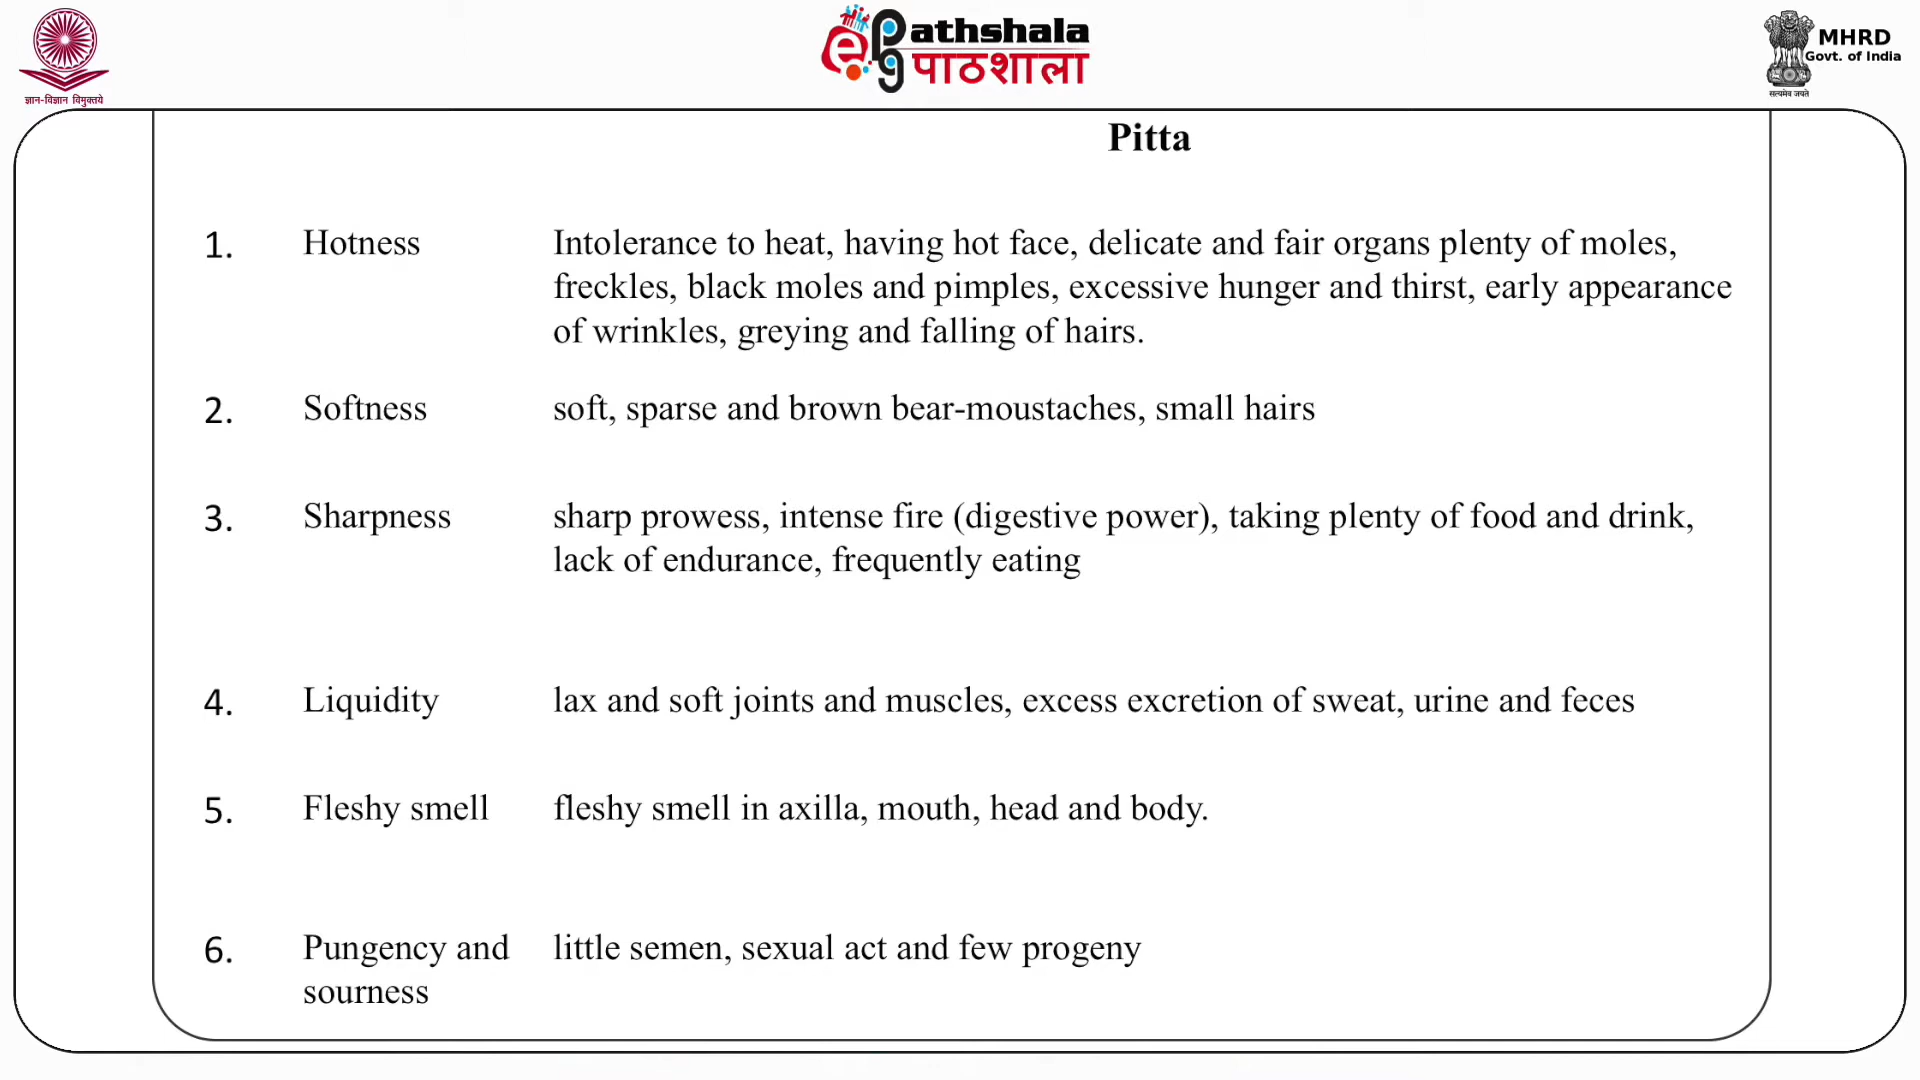 ज्ञान-विज्ञान विमुक्तये
ePathshala
पाठशाला
MHRD
Govt. of India
सत्यमेव जयते
Pitta
1. Hotness Intolerance to heat, having hot face, delicate and fair organs plenty of moles,
freckles, black moles and pimples, excessive hunger and thirst, early appearance
of wrinkles, greying and falling of hairs.
2. Softness soft, sparse and brown bear-moustaches, small hairs
3. Sharpness sharp prowess, intense fire (digestive power), taking plenty of food and drink,
lack of endurance, frequently eating
4. Liquidity lax and soft joints and muscles, excess excretion of sweat, urine and feces
5. Fleshy smell fleshy smell in axilla, mouth, head and body.
6. Pungency and little semen, sexual act and few progeny
sourness